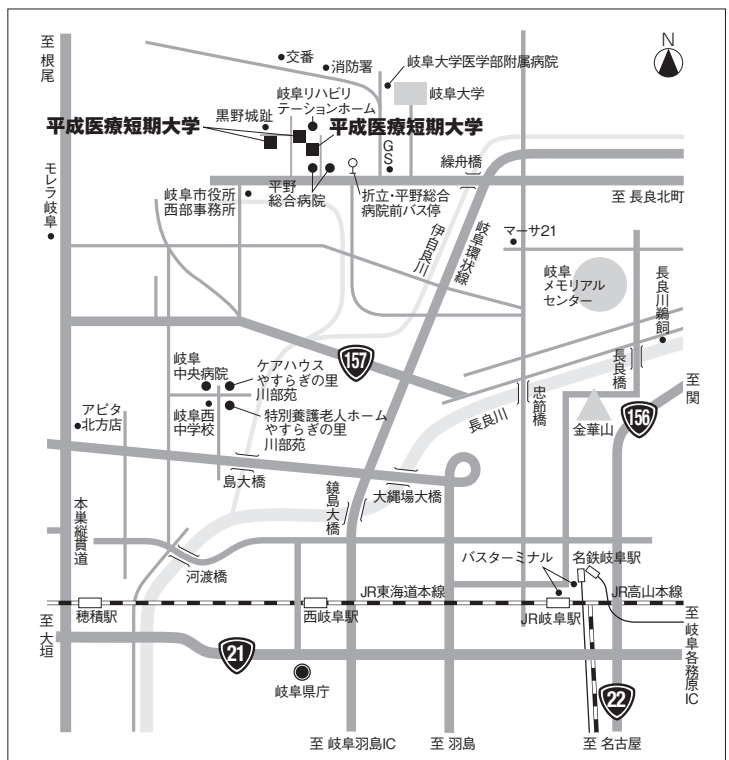 至 根尾
交番
消防署
岐阜大学医学部附属病院
N
岐阜リハビリ
テーションホーム
岐阜大学
黒野城趾
平成医療短期大学
平成医療短期大学
GS
繰舟橋
モレラ岐阜
岐阜市役所
西部事務所
平野
総合病院
折立・平野総合
病院前バス停
至 長良北町
伊自良川
岐阜環状線
マーサ21
岐阜
メモリアル
センター
長良川鵜飼
157
岐阜
中央病院
ケアハウス
やすらぎの里
川部苑
長良橋
至 関
忠節橋
アピタ
北方店
岐阜西
中学校
特別養護老人ホーム
やすらぎの里
川部苑
長良川
金華山
156
島大橋
鏡島大橋
大縄場大橋
本巣縦貫道
河渡橋
バスターミナル
名鉄岐阜駅
JR東海道本線
JR高山本線
穂積駅
西岐阜駅
JR岐阜駅
至 大垣
至 岐阜各務原IC
21
岐阜県庁
22
至 岐阜羽島IC
至 羽島
至 名古屋